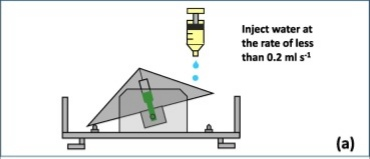 Inject water at
the rate of less
than 0.2 ml s⁻¹
(a)